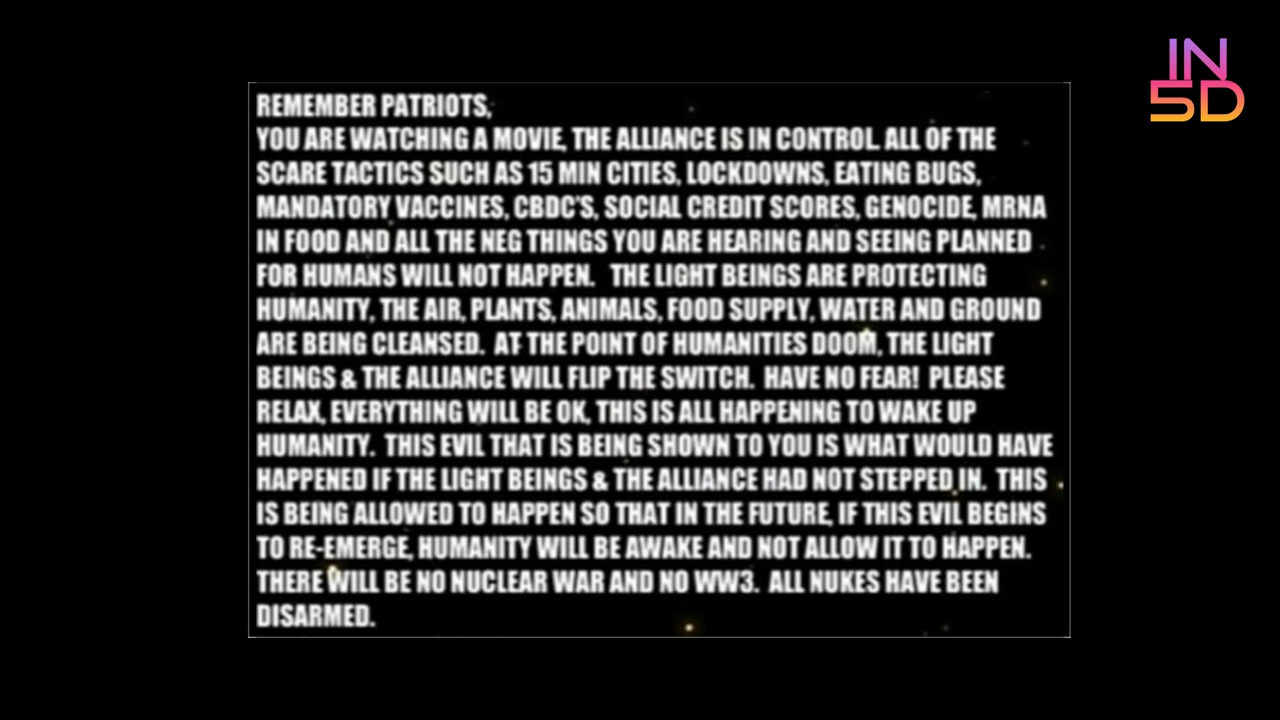 IN
5D
REMEMBER PATRIOTS,
YOU ARE WATCHING A MOVIE, THE ALLIANCE IS IN CONTROL. ALL OF THE
SCARE TACTICS SUCH AS 15 MIN CITIES, LOCKDOWNS, EATING BUGS,
MANDATORY VACCINES, CBDC'S, SOCIAL CREDIT SCORES, GENOCIDE, MRNA
IN FOOD AND ALL THE NEG THINGS YOU ARE HEARING AND SEEING PLANNED
FOR HUMANS WILL NOT HAPPEN. THE LIGHT BEINGS ARE PROTECTING
HUMANITY, THE AIR, PLANTS, ANIMALS, FOOD SUPPLY, WATER AND GROUND
ARE BEING CLEANSED. AT THE POINT OF HUMANITIES DOOM, THE LIGHT
BEINGS & THE ALLIANCE WILL FLIP THE SWITCH. HAVE NO FEAR! PLEASE
RELAX, EVERYTHING WILL BE OK, THIS IS ALL HAPPENING TO WAKE UP
HUMANITY. THIS EVIL THAT IS BEING SHOWN TO YOU IS WHAT WOULD HAVE
HAPPENED IF THE LIGHT BEINGS & THE ALLIANCE HAD NOT STEPPED IN. THIS
IS BEING ALLOWED TO HAPPEN SO THAT IN THE FUTURE, IF THIS EVIL BEGINS
TO RE-EMERGE, HUMANITY WILL BE AWAKE AND NOT ALLOW IT TO HAPPEN.
THERE WILL BE NO NUCLEAR WAR AND NO WW3. ALL NUKES HAVE BEEN
DISARMED.